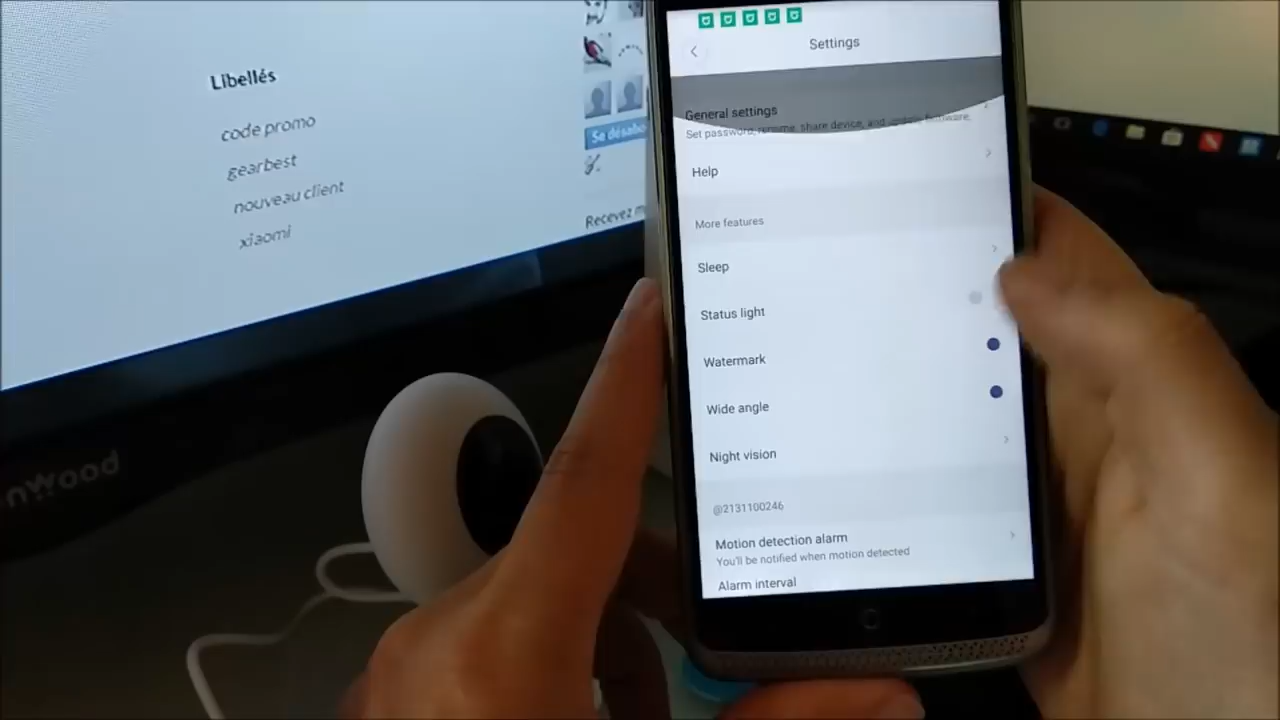 Libellés
code promo
gearbest
nouveau client
xiaomi
Se désabo
Recevez m
nwood
Settings
General settings
Set password, rename, share device, and update firmware,
Help
More features
Sleep
Status light
Watermark
Wide angle
Night vision
@2131100246
Motion detection alarm
You'll be notified when motion detected
Alarm interval